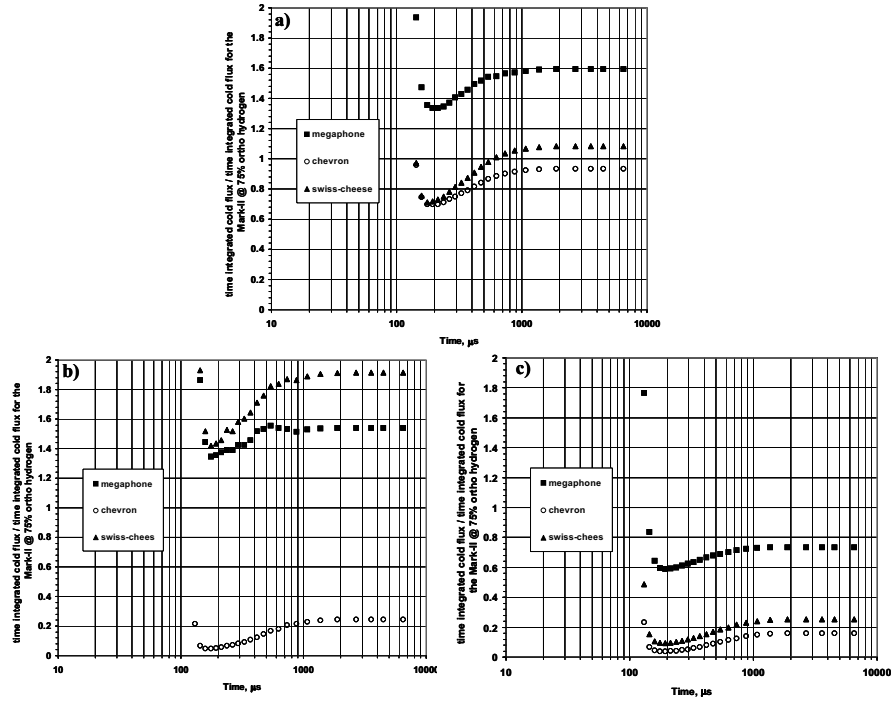 a)
time integrated cold flux / time integrated cold flux for the
Mark-II @ 75% ortho hydrogen
2
1.8
1.6
1.4
1.2
1
0.8
0.6
0.4
0.2
0
megaphone
chevron
swiss-cheese
10
100
1000
10000
Time, μs
b)
time integrated cold flux / time integrated cold flux for the
Mark-II @ 75% ortho hydrogen
2
1.8
1.6
1.4
1.2
1
0.8
0.6
0.4
0.2
0
megaphone
chevron
swiss-chees
10
100
1000
10000
Time, μs
c)
time integrated cold flux / time integrated cold flux for
the Mark-II @ 75% ortho hydrogen
2
1.8
1.6
1.4
1.2
1
0.8
0.6
0.4
0.2
0
megaphone
chevron
swiss-chees
10
100
1000
10000
Time, μs